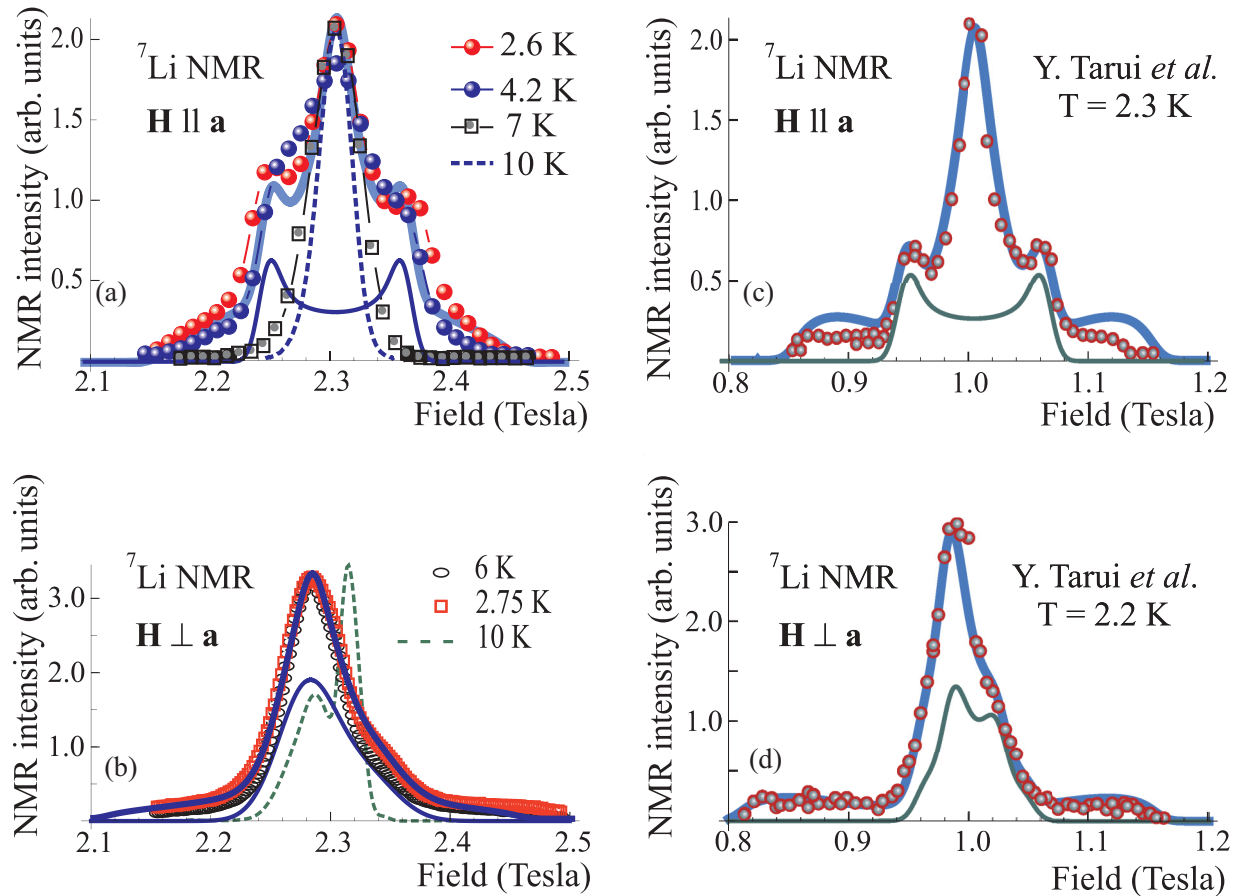 NMR intensity (arb. units)
2.0
1.5
1.0
0.5
7Li NMR
H ll a
2.6 K
4.2 K
7 K
10 K
(a)
2.1 2.2 2.3 2.4 2.5
Field (Tesla)
NMR intensity (arb. units)
2.0
1.5
1.0
0.5
7Li NMR
H ll a
Y. Tarui et al.
T = 2.3 K
(c)
0.8 0.9 1.0 1.1 1.2
Field (Tesla)
NMR intensity (arb. units)
3.0
2.0
1.0
7Li NMR
H ⊥ a
6 K
2.75 K
10 K
(b)
2.1 2.2 2.3 2.4 2.5
Field (Tesla)
NMR intensity (arb. units)
3.0
2.0
1.0
7Li NMR
H ⊥ a
Y. Tarui et al.
T = 2.2 K
(d)
0.8 0.9 1.0 1.1 1.2
Field (Tesla)